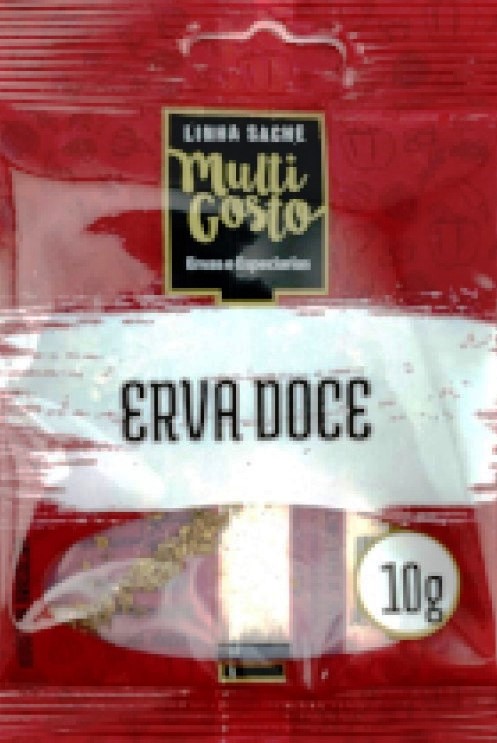 LINHA SACHE
Multi
Gosto
Ervas e Especiarias
ERVA DOCE
10g